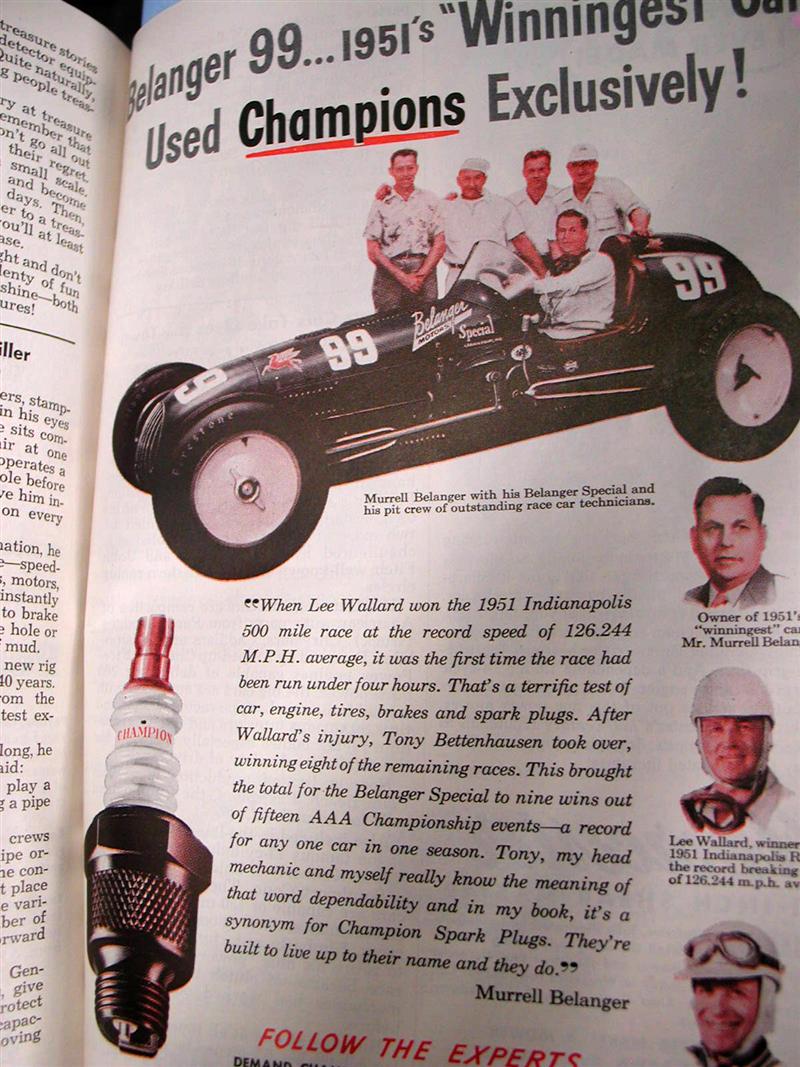 treasure stories
detector equip-
Quite naturally,
g people treas-
ry at treasure
emember that
n't go all out
their regret.
small scale,
and become
days. Then,
er to a treas-
ou'll at least
ase.
ght and don't
lenty of fun
shine—both
ures!
iller
ers, stamp-
in his eyes
e sits com-
air at one
operates a
ole before
ve him in-
on every
nation, he
e—speed-
s, motors,
instantly
to brake
e hole or
mud.
new rig
40 years.
rom the
test ex-
long, he
aid:
play a
g a pipe
crews
ipe or-
he con-
t place
e vari-
ber of
orward
Gen-
, give
rotect
capac-
oving
Belanger 99...1951's "Winningest Car
Used Champions Exclusively!
99
Belanger
MOTORS
Special
99
9
Firestone
Murrell Belanger with his Belanger Special and
his pit crew of outstanding race car technicians.
Owner of 1951's
"winningest" ca
Mr. Murrell Belan
CHAMPION
"When Lee Wallard won the 1951 Indianapolis
500 mile race at the record speed of 126.244
M.P.H. average, it was the first time the race had
been run under four hours. That's a terrific test of
car, engine, tires, brakes and spark plugs. After
Wallard's injury, Tony Bettenhausen took over,
winning eight of the remaining races. This brought
the total for the Belanger Special to nine wins out
of fifteen AAA Championship events—a record
for any one car in one season. Tony, my head
mechanic and myself really know the meaning of
that word dependability and in my book, it's a
synonym for Champion Spark Plugs. They're
built to live up to their name and they do."
Murrell Belanger
Lee Wallard, winner
1951 Indianapolis R
the record breaking
of 126.244 m.p.h. av
FOLLOW THE EXPERTS